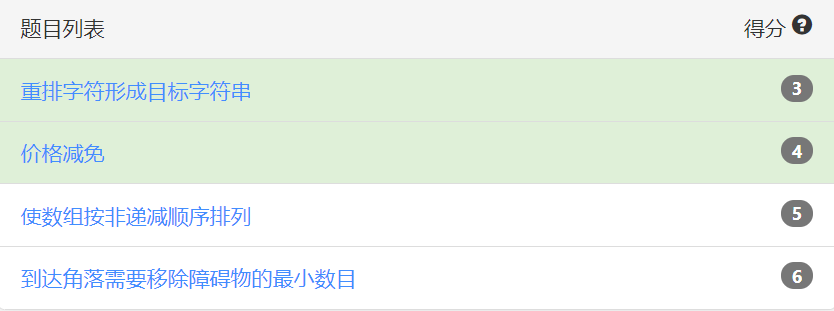 题目列表 得分 ?
重排字符形成目标字符串 3
价格减免 4
使数组按非递减顺序排列 5
到达角落需要移除障碍物的最小数目 6